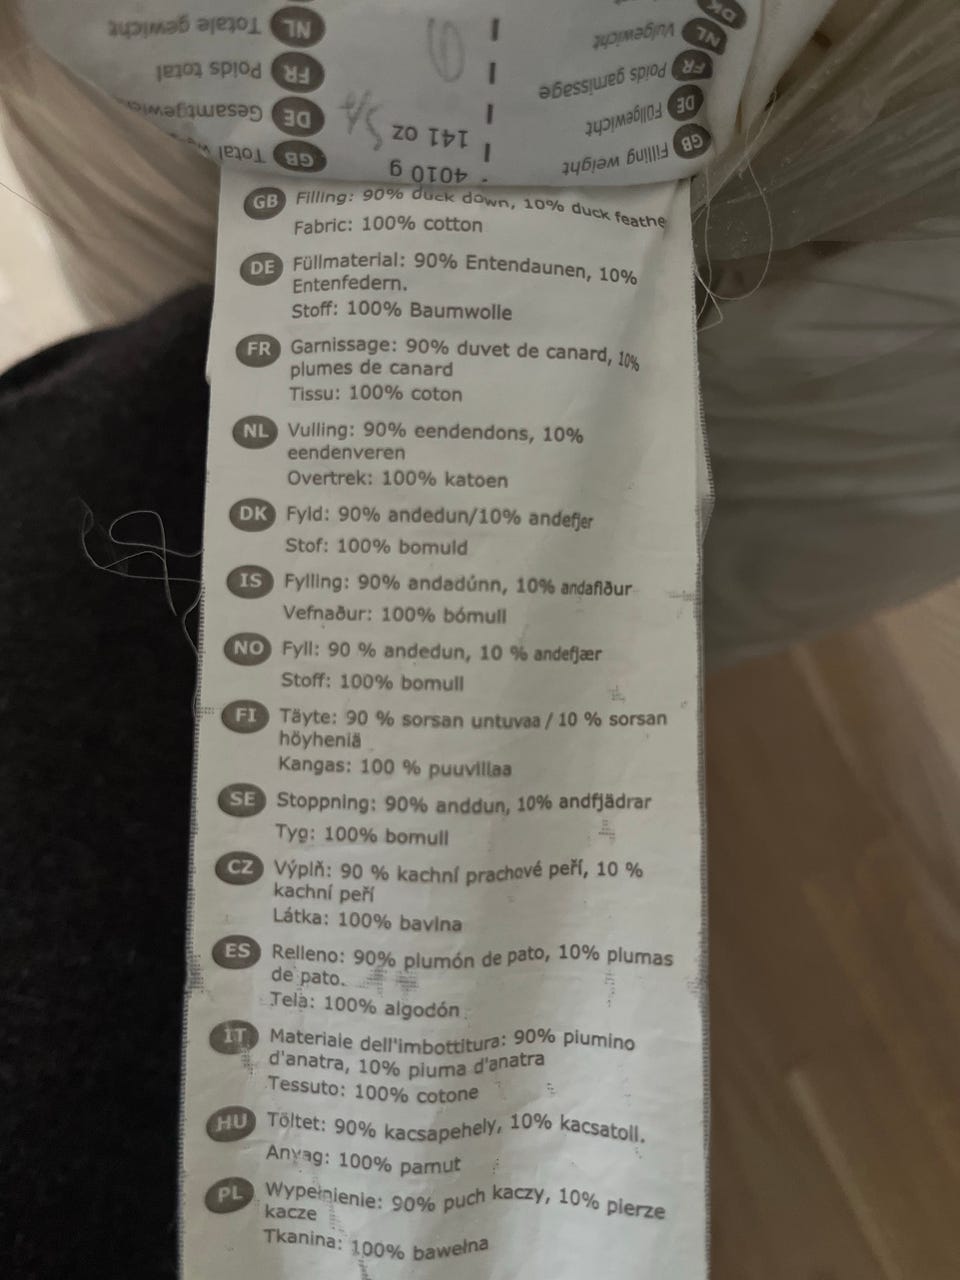 NL Totale gewicht
FR Poids total
DE
GB Total
141 oz
4010 g
DK
NL Vulgewicht
FR Poids garnissage
DE Füllgewicht
GB Filling weight
GB Filling: 90% duck down, 10% duck feathe
Fabric: 100% cotton
DE Füllmaterial: 90% Entendaunen, 10%
Entenfedern.
Stoff: 100% Baumwolle
FR Garnissage: 90% duvet de canard, 10%
plumes de canard
Tissu: 100% coton
NL Vulling: 90% eendendons, 10%
eendenveren
Overtrek: 100% katoen
DK Fyld: 90% andedun/10% andefjer
Stof: 100% bomuld
IS Fylling: 90% andadúnn, 10% andafiður
Vefnaður: 100% bómull
NO Fyll: 90 % andedun, 10 % andefjær
Stoff: 100% bomull
FI Täyte: 90 % sorsan untuvaa / 10 % sorsan
höyheniä
Kangas: 100 % puuvillaa
SE Stoppning: 90% anddun, 10% andfjädrar
Tyg: 100% bomull
CZ Výplň: 90 % kachní prachové peří, 10 %
kachní peří
Látka: 100% bavlna
ES Relleno: 90% plumón de pato, 10% plumas
de pato.
Tela: 100% algodón
IT Materiale dell'imbottitura: 90% piumino
d'anatra, 10% piuma d'anatra
Tessuto: 100% cotone
HU Töltet: 90% kacsapehely, 10% kacsatoll.
Anyag: 100% pamut
PL Wypełnienie: 90% puch kaczy, 10% pierze
kacze
Tkanina: 100% bawełna